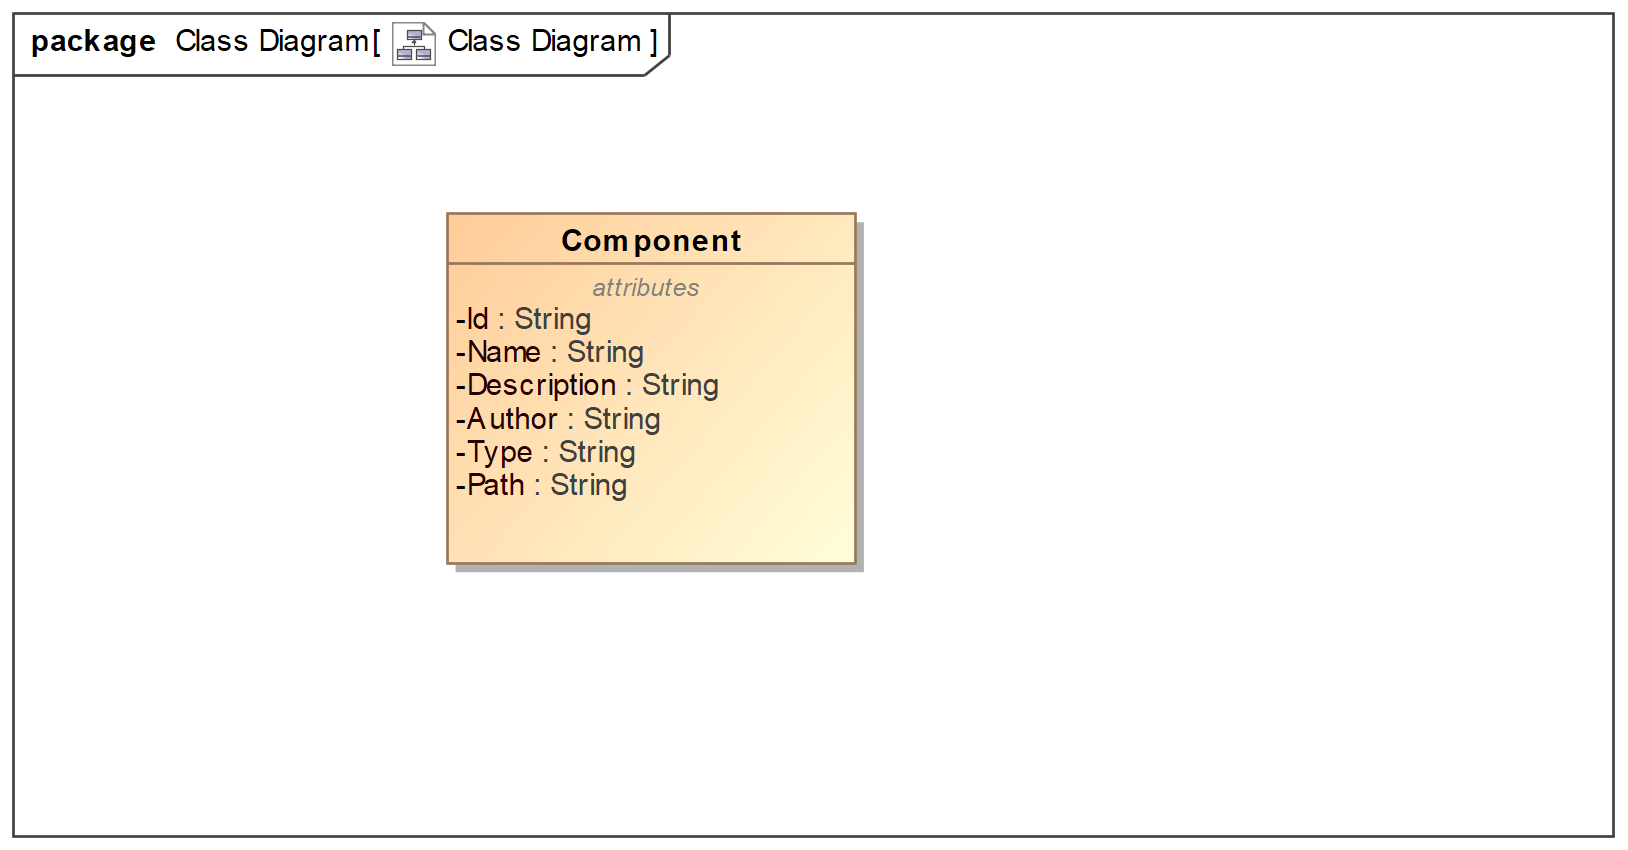 package Class Diagram[ Class Diagram ]
Component
attributes
-Id : String
-Name : String
-Description : String
-Author : String
-Type : String
-Path : String